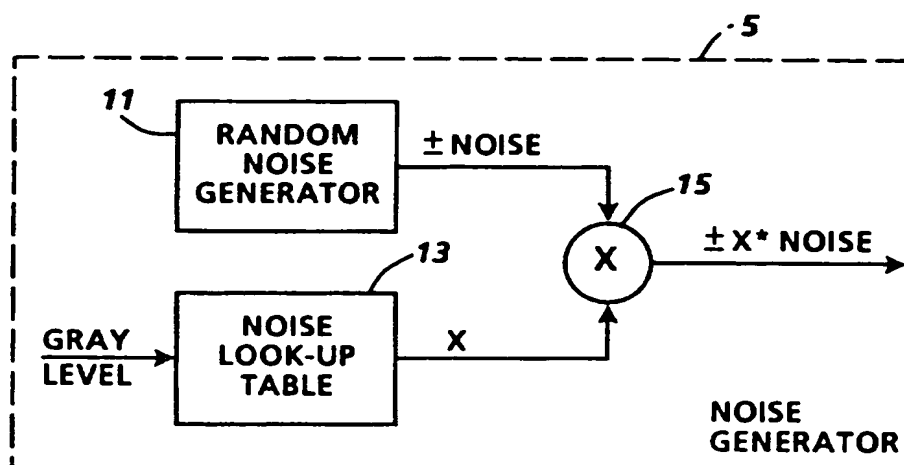 5
11
RANDOM
NOISE
GENERATOR
± NOISE
15
X
± X* NOISE
13
GRAY
LEVEL
NOISE
LOOK-UP
TABLE
X
NOISE
GENERATOR